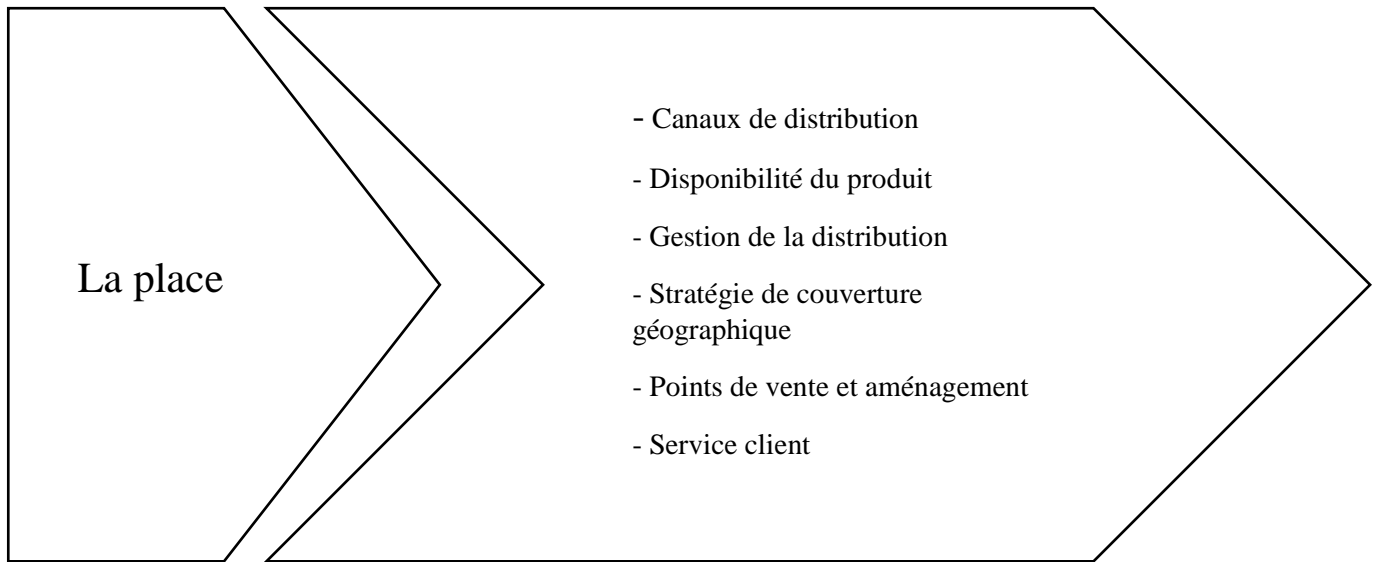 La place
- Canaux de distribution
- Disponibilité du produit
- Gestion de la distribution
- Stratégie de couverture
géographique
- Points de vente et aménagement
- Service client